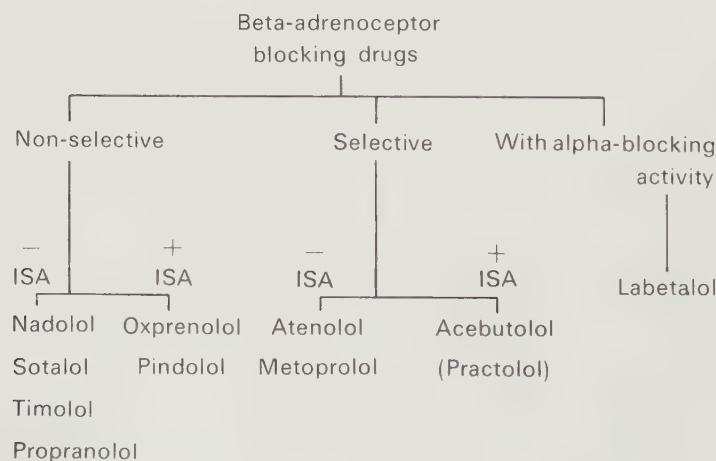 Beta-adrenoceptor
blocking drugs
Non-selective
Selective
With alpha-blocking
activity
−
ISA
+
ISA
−
ISA
+
ISA
Labetalol
Nadolol
Sotalol
Timolol
Propranolol
Oxprenolol
Pindolol
Atenolol
Metoprolol
Acebutolol
(Practolol)